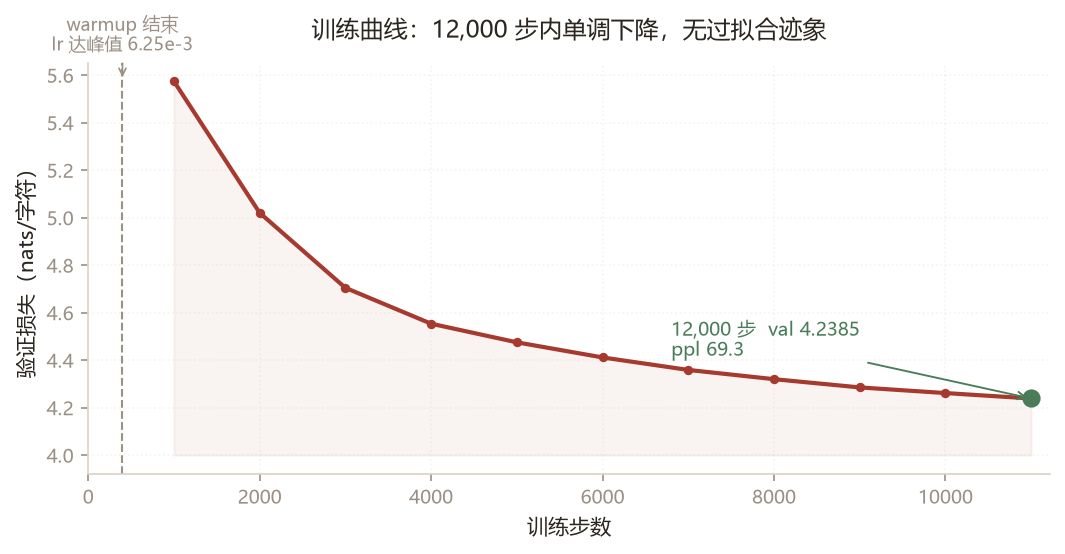 warmup 结束
lr 达峰值 6.25e-3
训练曲线：12,000 步内单调下降，无过拟合迹象
5.6
5.4
5.2
5.0
4.8
4.6
4.4
4.2
4.0
验证损失（nats/字符）
12,000 步 val 4.2385
ppl 69.3
0
2000
4000
6000
8000
10000
训练步数